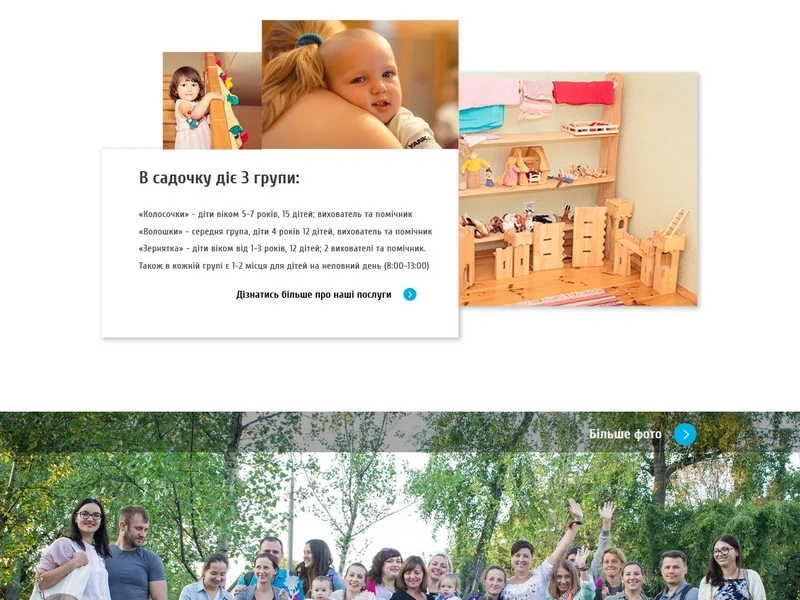 В садочку діє 3 групи:
«Колосочки» - діти віком 5-7 років, 15 дітей; вихователь та помічник
«Волошки» - середня група, діти 4 років 12 дітей, вихователь та помічник
«Зернятка» - діти віком від 1-3 років, 12 дітей; 2 вихователі та помічник.
Також в кожній групі є 1-2 місця для дітей на неповний день (8:00-13:00)
Дізнатись більше про наші послуги
Більше фото